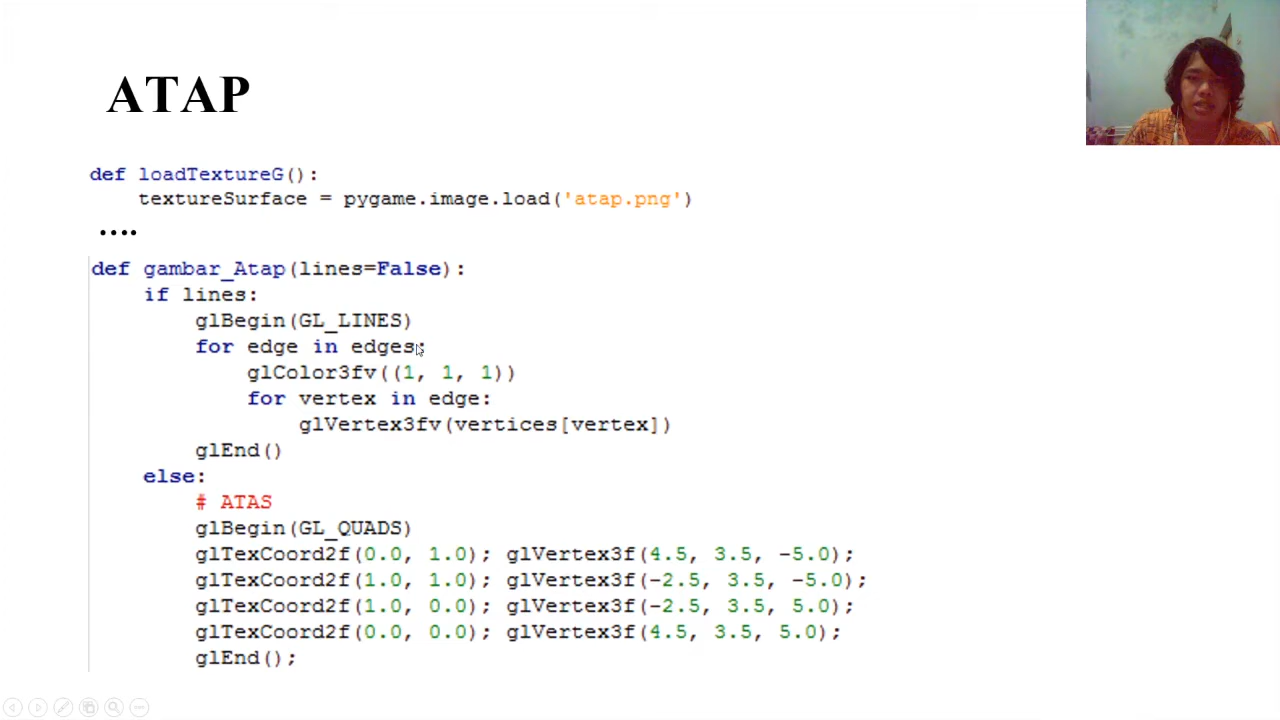 ATAP
def loadTextureG():
    textureSurface = pygame.image.load('atap.png')
....
def gambar_Atap(lines=False):
    if lines:
        glBegin(GL_LINES)
        for edge in edges:
            glColor3fv((1, 1, 1))
            for vertex in edge:
                glVertex3fv(vertices[vertex])
        glEnd()
    else:
        # ATAS
        glBegin(GL_QUADS)
        glTexCoord2f(0.0, 1.0); glVertex3f(4.5, 3.5, -5.0);
        glTexCoord2f(1.0, 1.0); glVertex3f(-2.5, 3.5, -5.0);
        glTexCoord2f(1.0, 0.0); glVertex3f(-2.5, 3.5, 5.0);
        glTexCoord2f(0.0, 0.0); glVertex3f(4.5, 3.5, 5.0);
        glEnd();